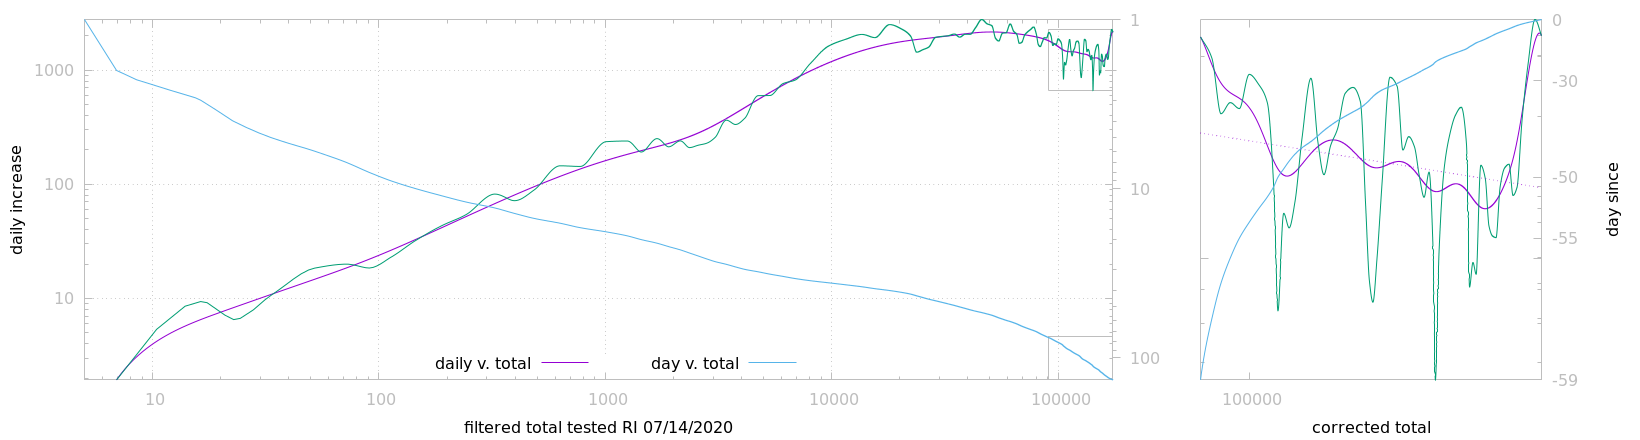 daily increase
1000
100
10
1
10
100
daily v. total
day v. total
10
100
1000
10000
100000
filtered total tested RI 07/14/2020
0
-30
-50
-55
-59
day since
100000
corrected total